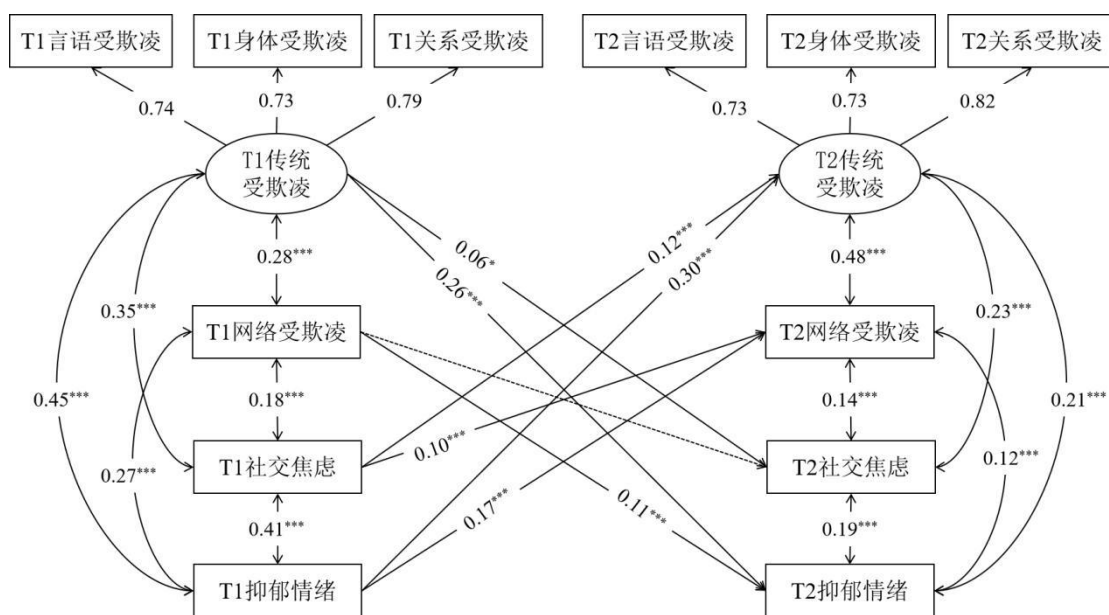 T1言语受欺凌 T1身体受欺凌 T1关系受欺凌 T2言语受欺凌 T2身体受欺凌 T2关系受欺凌
0.74 0.73 0.79 0.73 0.73 0.82
T1传统
受欺凌
T2传统
受欺凌
0.28***
0.06*
0.26***
0.12***
0.30***
0.48***
0.35***
0.23***
T1网络受欺凌
T2网络受欺凌
0.45***
0.18***
0.14***
0.21***
0.27***
T1社交焦虑
0.10***
T2社交焦虑
0.12***
0.41***
0.17***
0.11***
0.19***
T1抑郁情绪
T2抑郁情绪